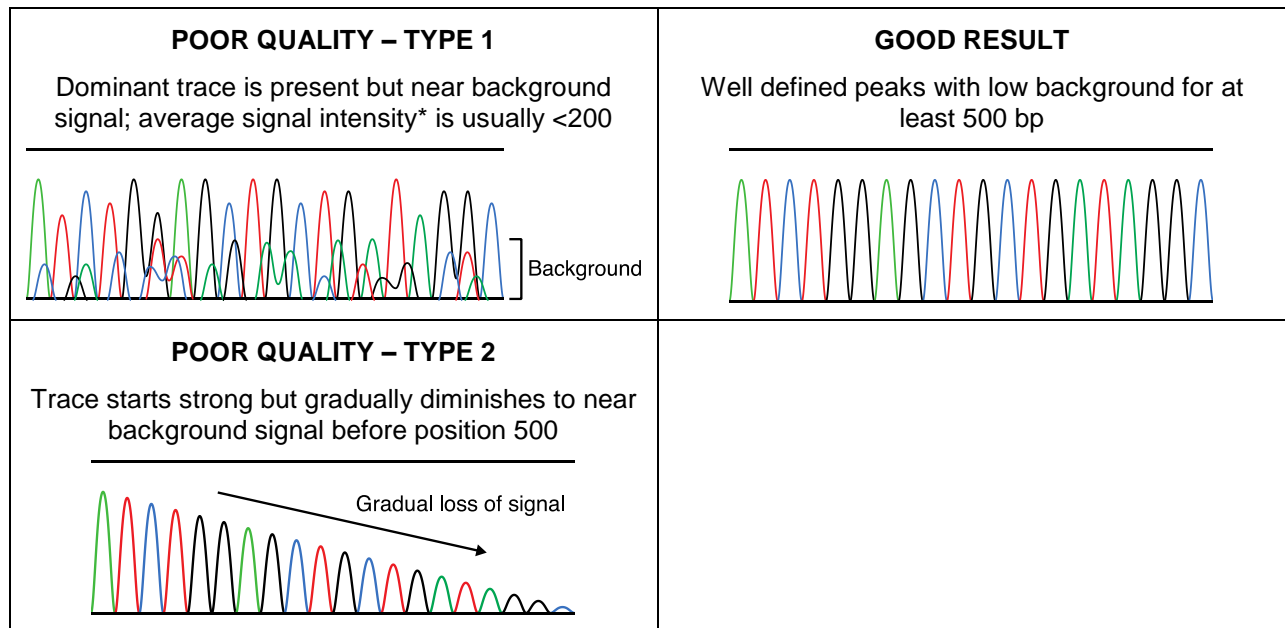 POOR QUALITY – TYPE 1
Dominant trace is present but near background
signal; average signal intensity* is usually <200
Background
GOOD RESULT
Well defined peaks with low background for at
least 500 bp
POOR QUALITY – TYPE 2
Trace starts strong but gradually diminishes to near
background signal before position 500
Gradual loss of signal